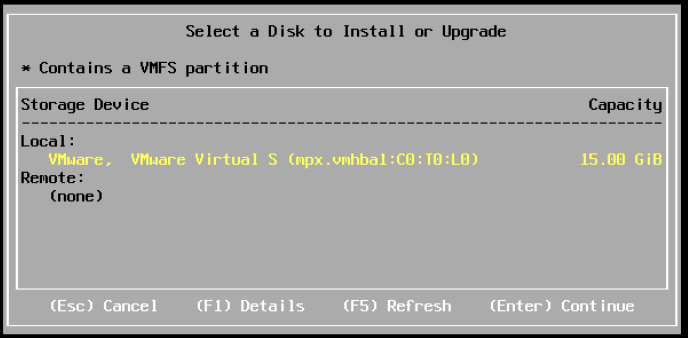 Select a Disk to Install or Upgrade
* Contains a VMFS partition
Storage Device Capacity
Local:
VMware, VMware Virtual S (mpx.vmhba1:C0:T0:L0) 15.00 GiB
Remote:
(none)
(Esc) Cancel (F1) Details (F5) Refresh (Enter) Continue